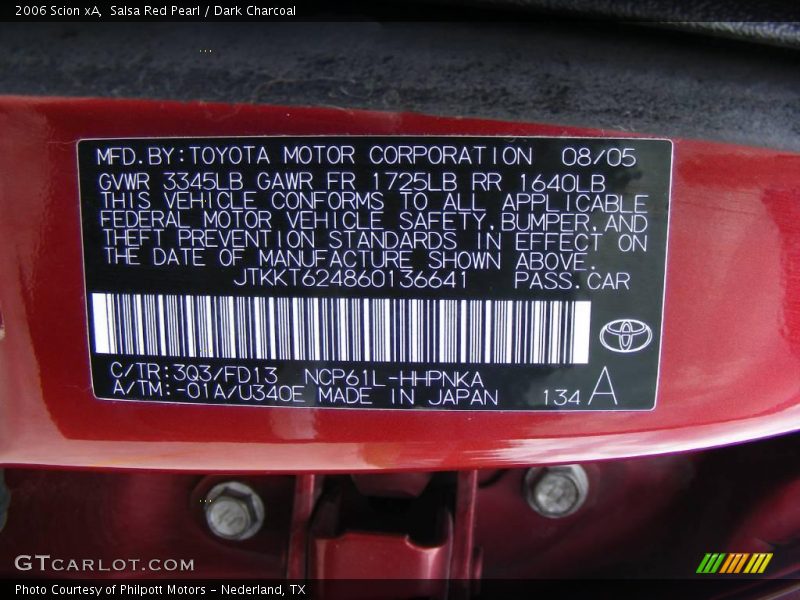 2006 Scion xA, Salsa Red Pearl / Dark Charcoal
MFD.BY:TOYOTA MOTOR CORPORATION 08/05
GVWR 3345LB GAWR FR 1725LB RR 1640LB
THIS VEHICLE CONFORMS TO ALL APPLICABLE
FEDERAL MOTOR VEHICLE SAFETY,BUMPER,AND
THEFT PREVENTION STANDARDS IN EFFECT ON
THE DATE OF MANUFACTURE SHOWN ABOVE.
JTKKT624860136641 PASS.CAR
C/TR:3Q3/FD13 NCP61L-HHPNKA
A/TM:-01A/U340E MADE IN JAPAN 134 A
GTCARLOT.COM
Photo Courtesy of Philpott Motors - Nederland, TX